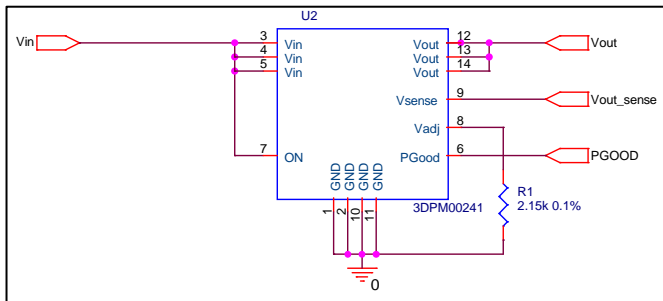 U2
Vin
3 Vin Vout 12
4 Vin Vout 13
5 Vin Vout 14
Vout
Vsense 9
Vout_sense
Vadj 8
7 ON PGood 6
PGOOD
GND GND GND GND
1 2 10 11
3DPM00241
R1
2.15k 0.1%
0